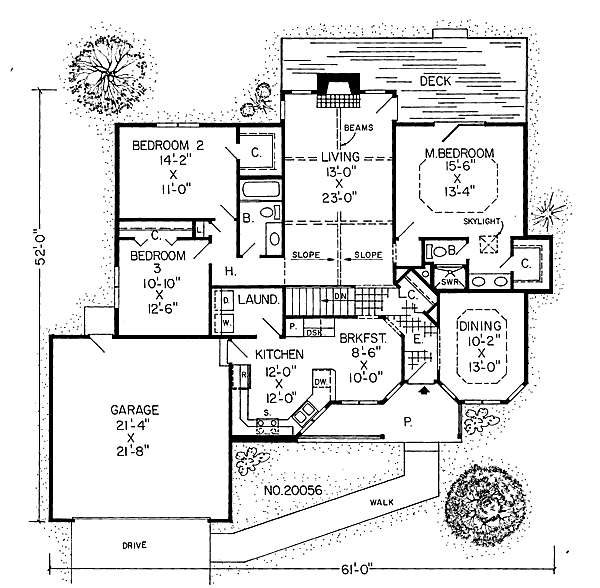 DECK
BEAMS
BEDROOM 2
14'-2"
X
11'-0"
C.
LIVING
13'-0"
X
23'-0"
M.BEDROOM
15'-6"
X
13'-4"
SKYLIGHT
B.
B.
C.
SWR.
C.
L.
BEDROOM
3
10'-10"
X
12'-6"
H.
SLOPE
SLOPE
52'-0"
D.
W.
LAUND.
DN
C.
P.
DSK.
BRKFST.
8'-6"
X
10'-0"
E.
DINING
10'-2"
X
13'-0"
KITCHEN
12'-0"
X
12'-0"
R
DW.
S.
P.
GARAGE
21'-4"
X
21'-8"
NO.20056
WALK
DRIVE
61'-0"